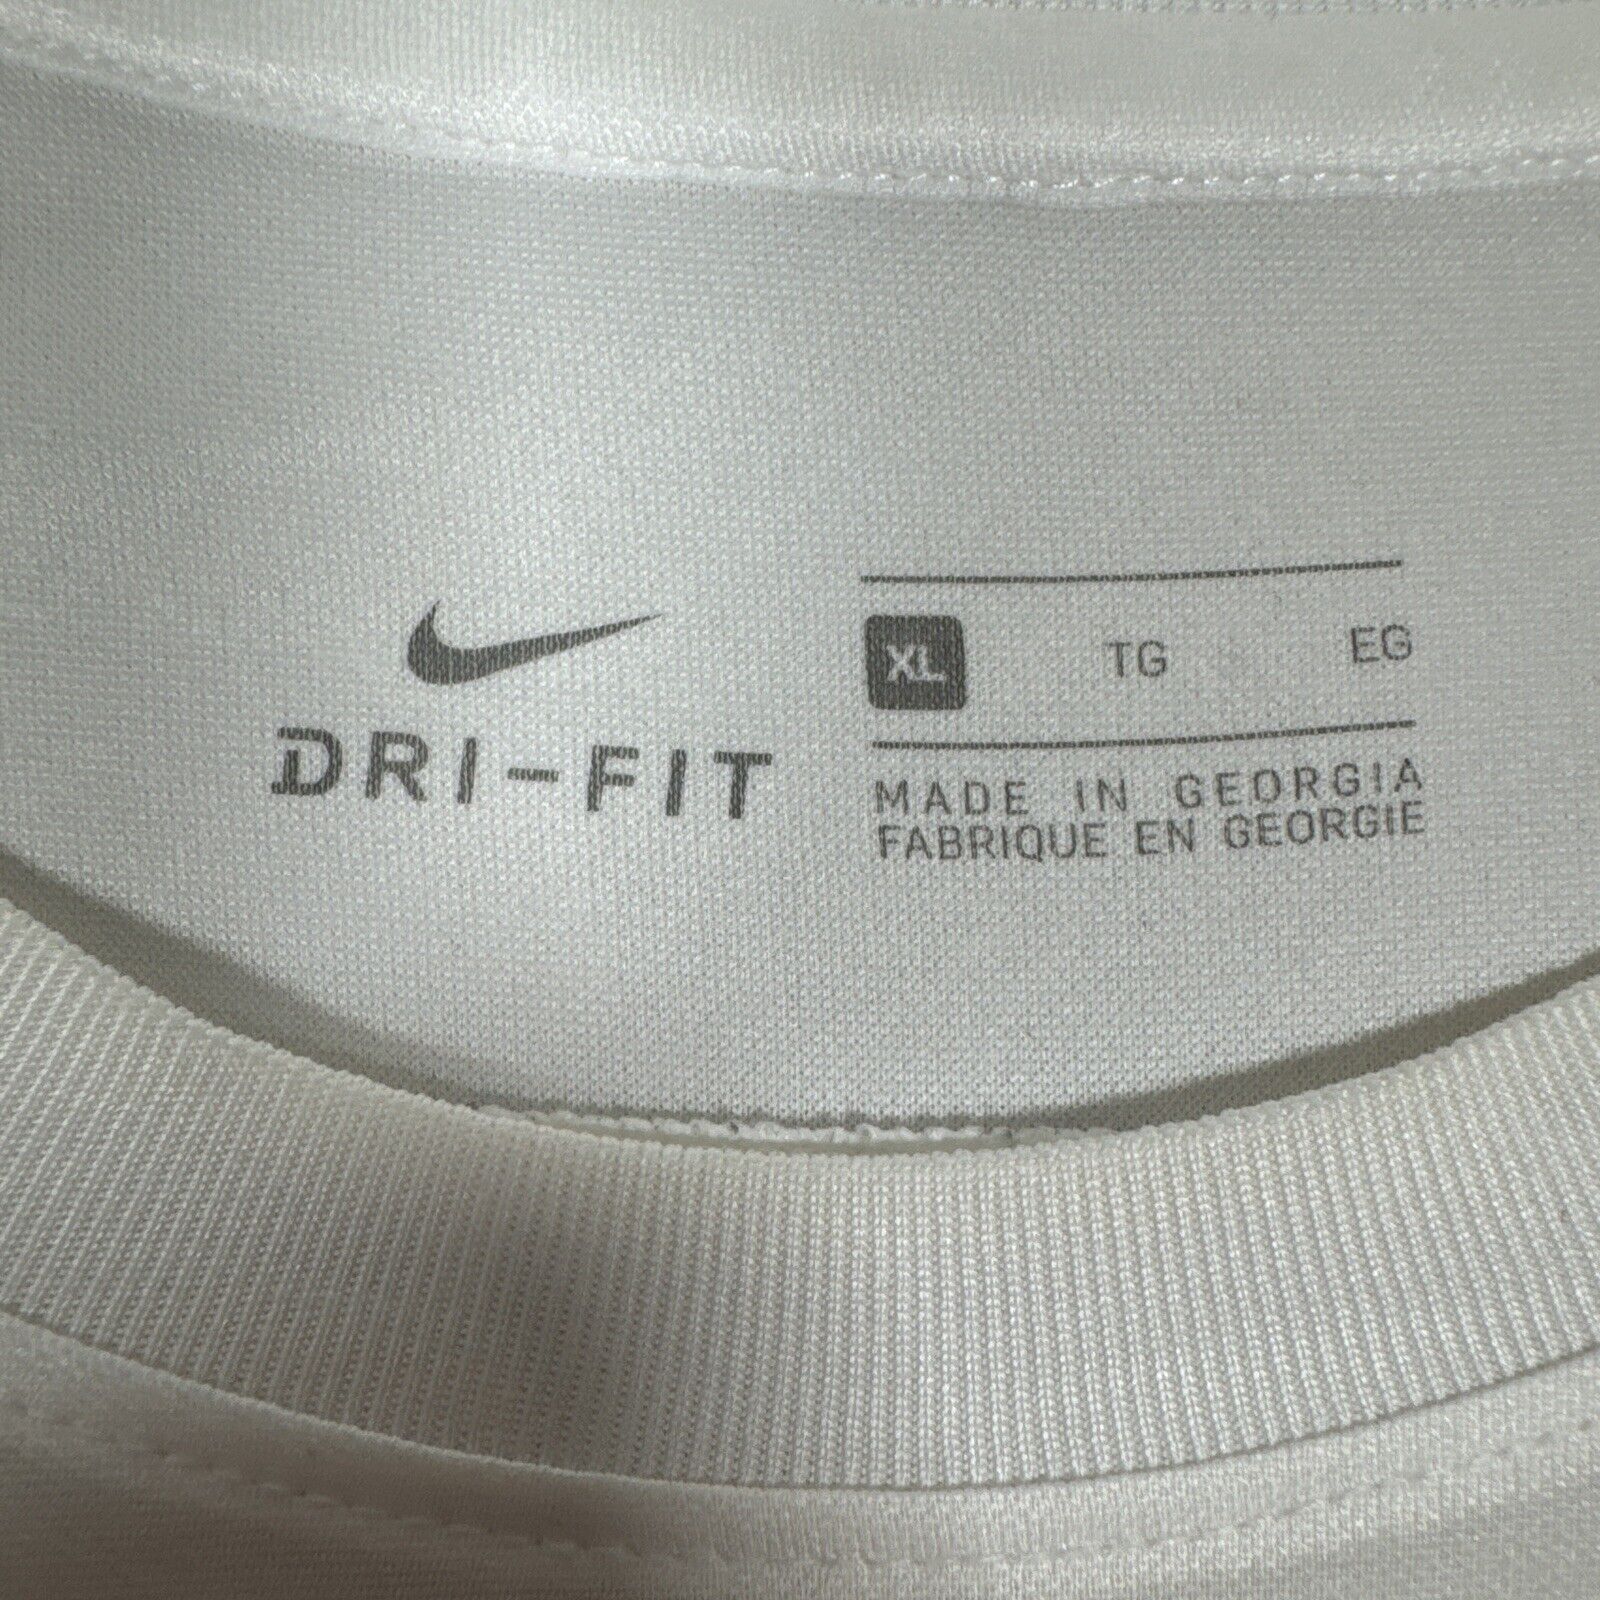 DRI-FIT
XL TG EG
MADE IN GEORGIA
FABRIQUE EN GEORGIE